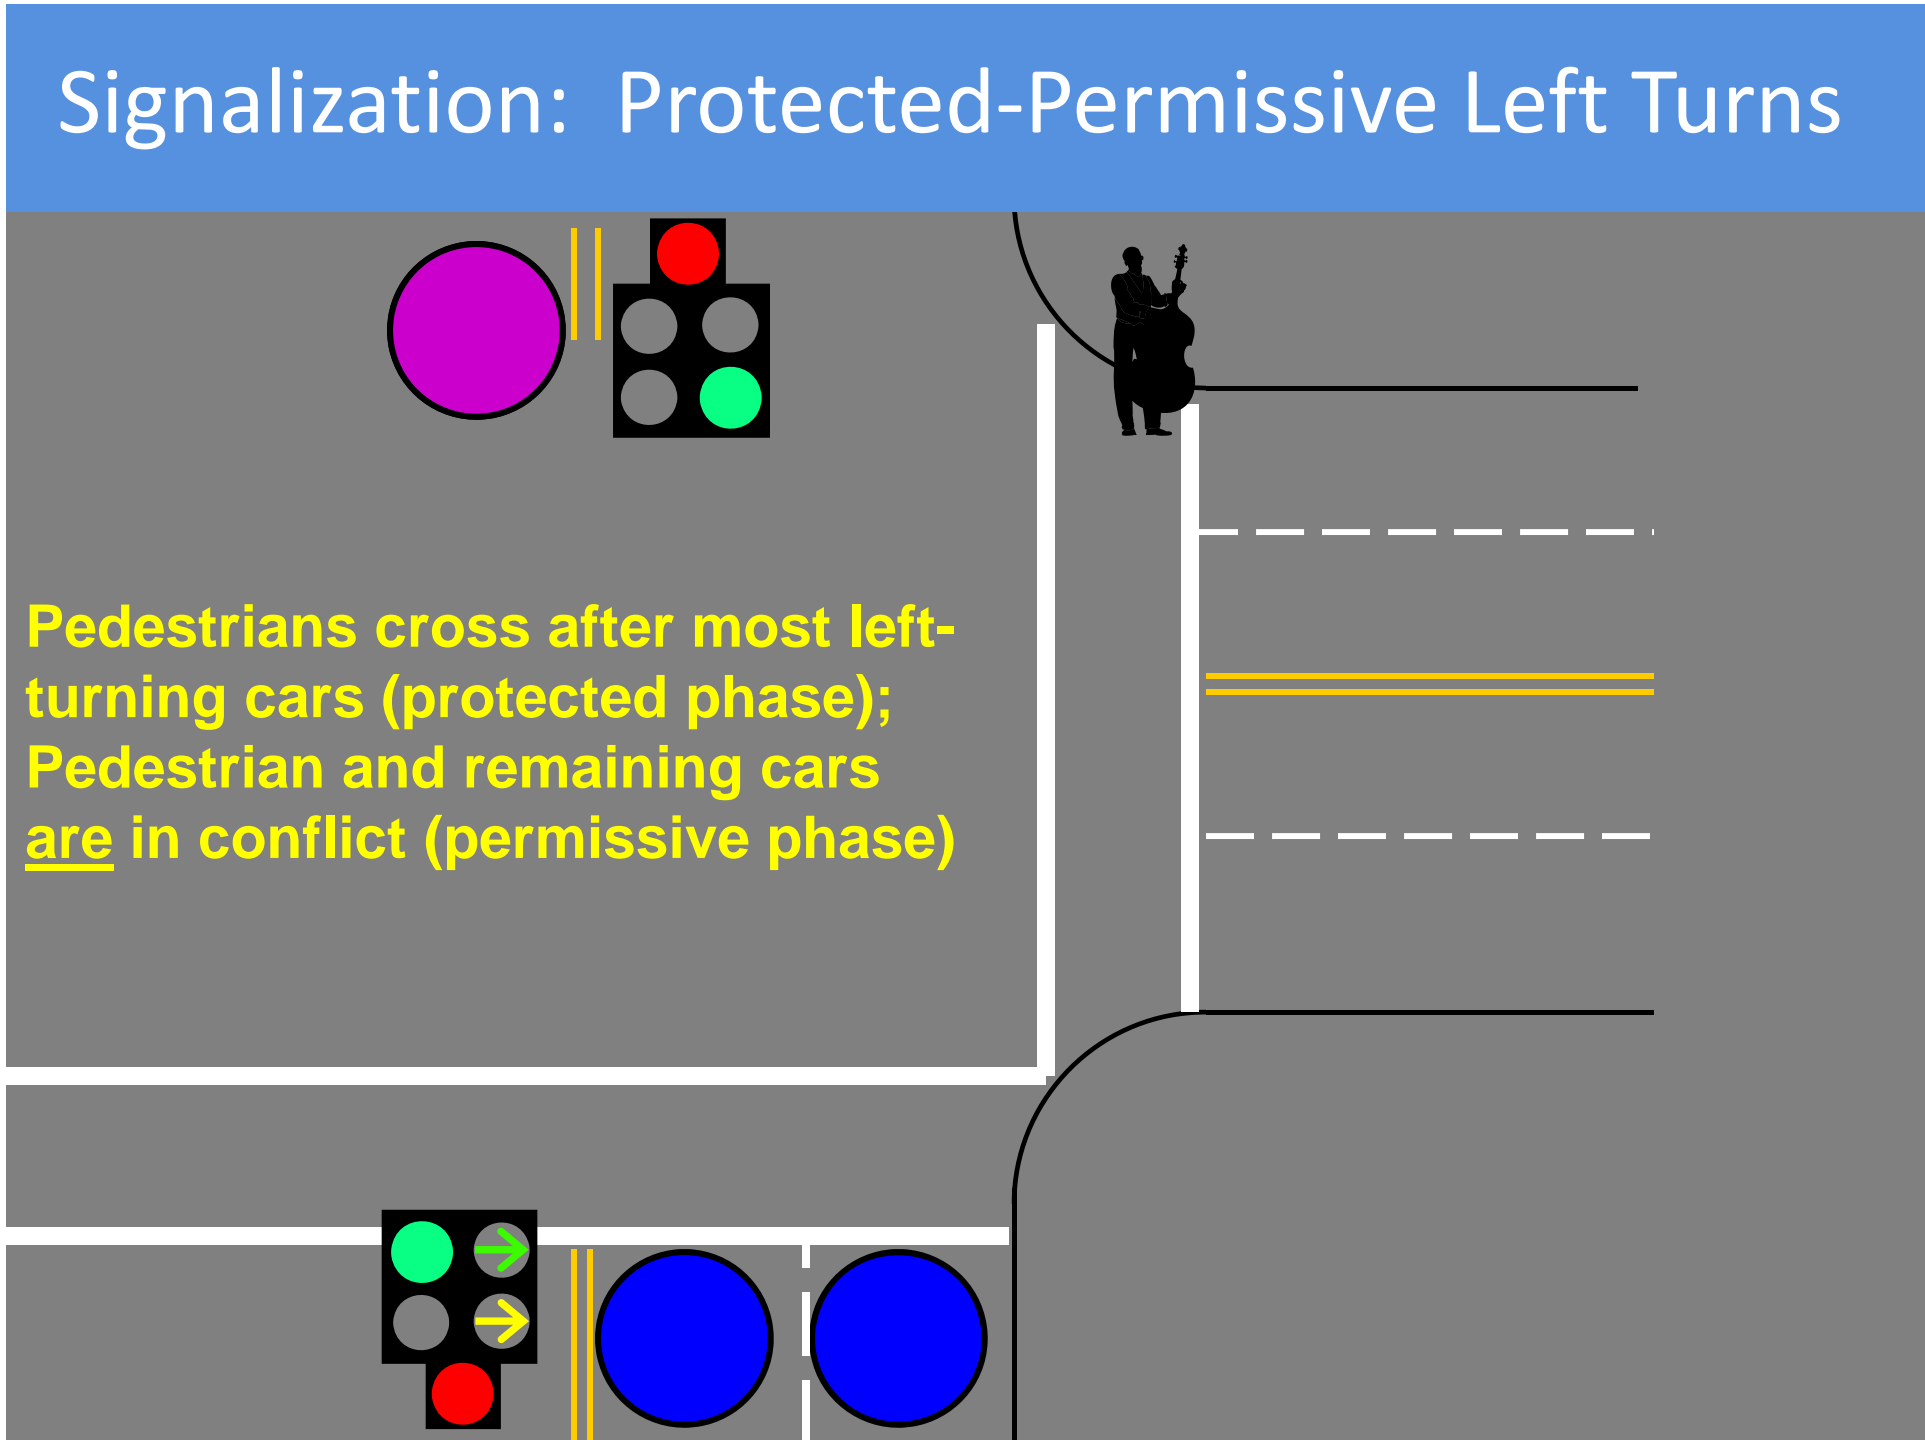 Signalization:  Protected-Permissive Left Turns
Pedestrians cross after most left-
turning cars (protected phase);
Pedestrian and remaining cars
are in conflict (permissive phase)